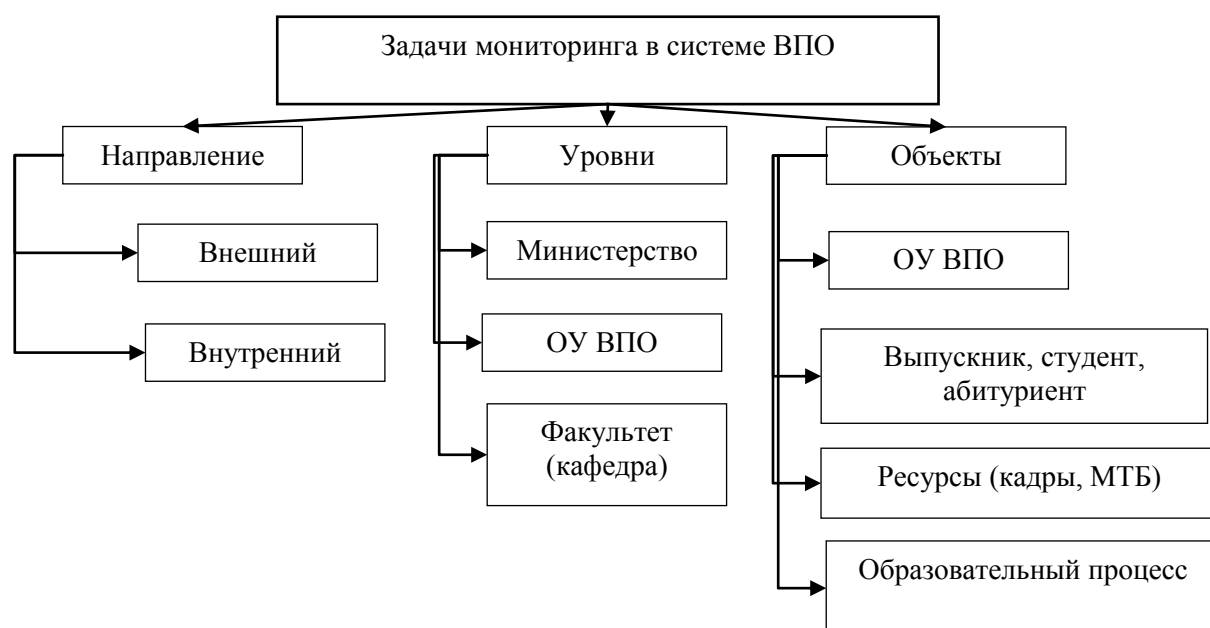 Задачи мониторинга в системе ВПО
Направление
Внешний
Внутренний
Уровни
Министерство
ОУ ВПО
Факультет
(кафедра)
Объекты
ОУ ВПО
Выпускник, студент,
абитуриент
Ресурсы (кадры, МТБ)
Образовательный процесс